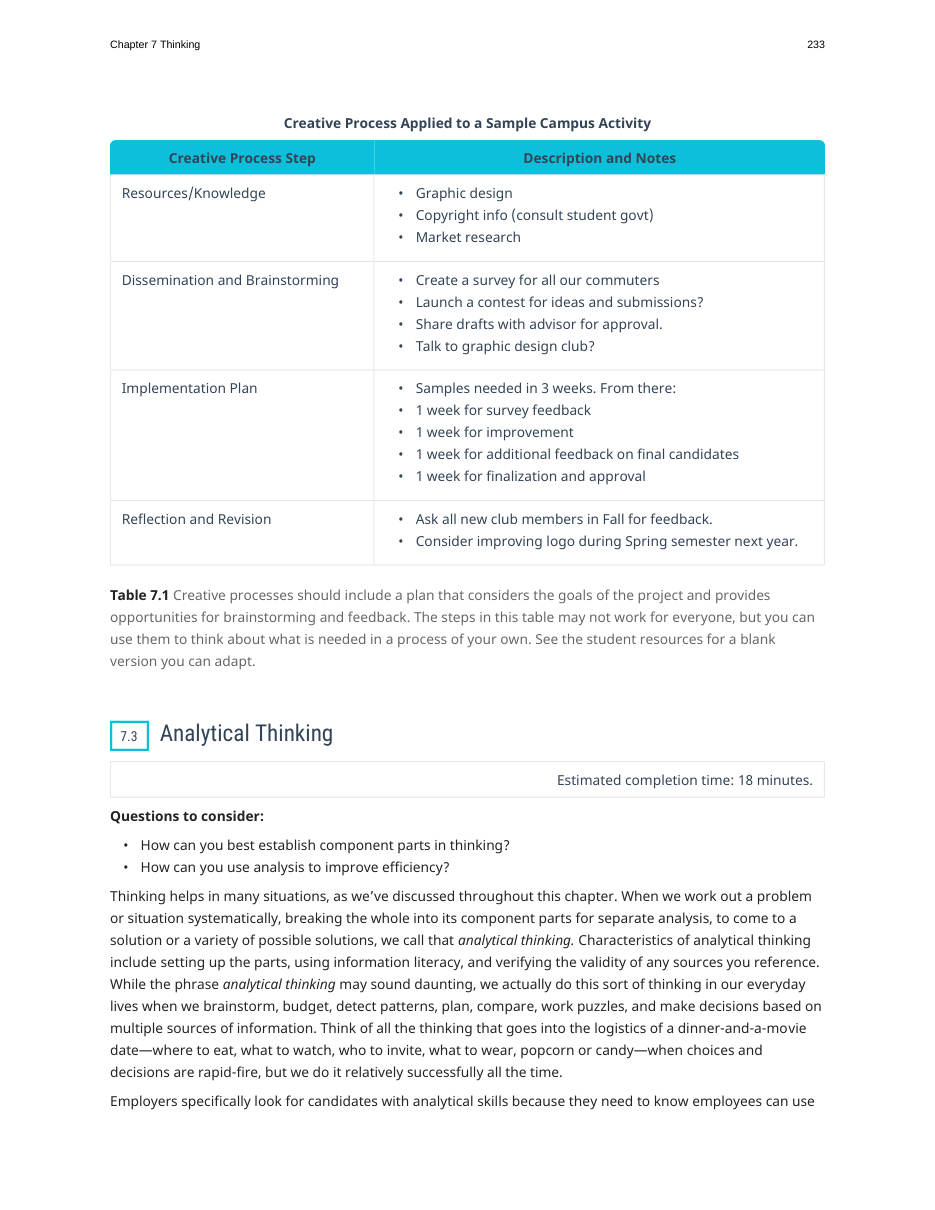 Chapter 7 Thinking 233
Creative Process Applied to a Sample Campus Activity
Creative Process Step Description and Notes
Resources/Knowledge
• Graphic design
• Copyright info (consult student govt)
• Market research
Dissemination and Brainstorming
• Create a survey for all our commuters
• Launch a contest for ideas and submissions?
• Share drafts with advisor for approval.
• Talk to graphic design club?
Implementation Plan
• Samples needed in 3 weeks. From there:
• 1 week for survey feedback
• 1 week for improvement
• 1 week for additional feedback on final candidates
• 1 week for finalization and approval
Reflection and Revision
• Ask all new club members in Fall for feedback.
• Consider improving logo during Spring semester next year.
Table 7.1 Creative processes should include a plan that considers the goals of the project and provides
opportunities for brainstorming and feedback. The steps in this table may not work for everyone, but you can
use them to think about what is needed in a process of your own. See the student resources for a blank
version you can adapt.
7.3 Analytical Thinking
Estimated completion time: 18 minutes.
Questions to consider:
• How can you best establish component parts in thinking?
• How can you use analysis to improve efficiency?
Thinking helps in many situations, as we’ve discussed throughout this chapter. When we work out a problem
or situation systematically, breaking the whole into its component parts for separate analysis, to come to a
solution or a variety of possible solutions, we call that analytical thinking. Characteristics of analytical thinking
include setting up the parts, using information literacy, and verifying the validity of any sources you reference.
While the phrase analytical thinking may sound daunting, we actually do this sort of thinking in our everyday
lives when we brainstorm, budget, detect patterns, plan, compare, work puzzles, and make decisions based on
multiple sources of information. Think of all the thinking that goes into the logistics of a dinner-and-a-movie
date—where to eat, what to watch, who to invite, what to wear, popcorn or candy—when choices and
decisions are rapid-fire, but we do it relatively successfully all the time.
Employers specifically look for candidates with analytical skills because they need to know employees can use